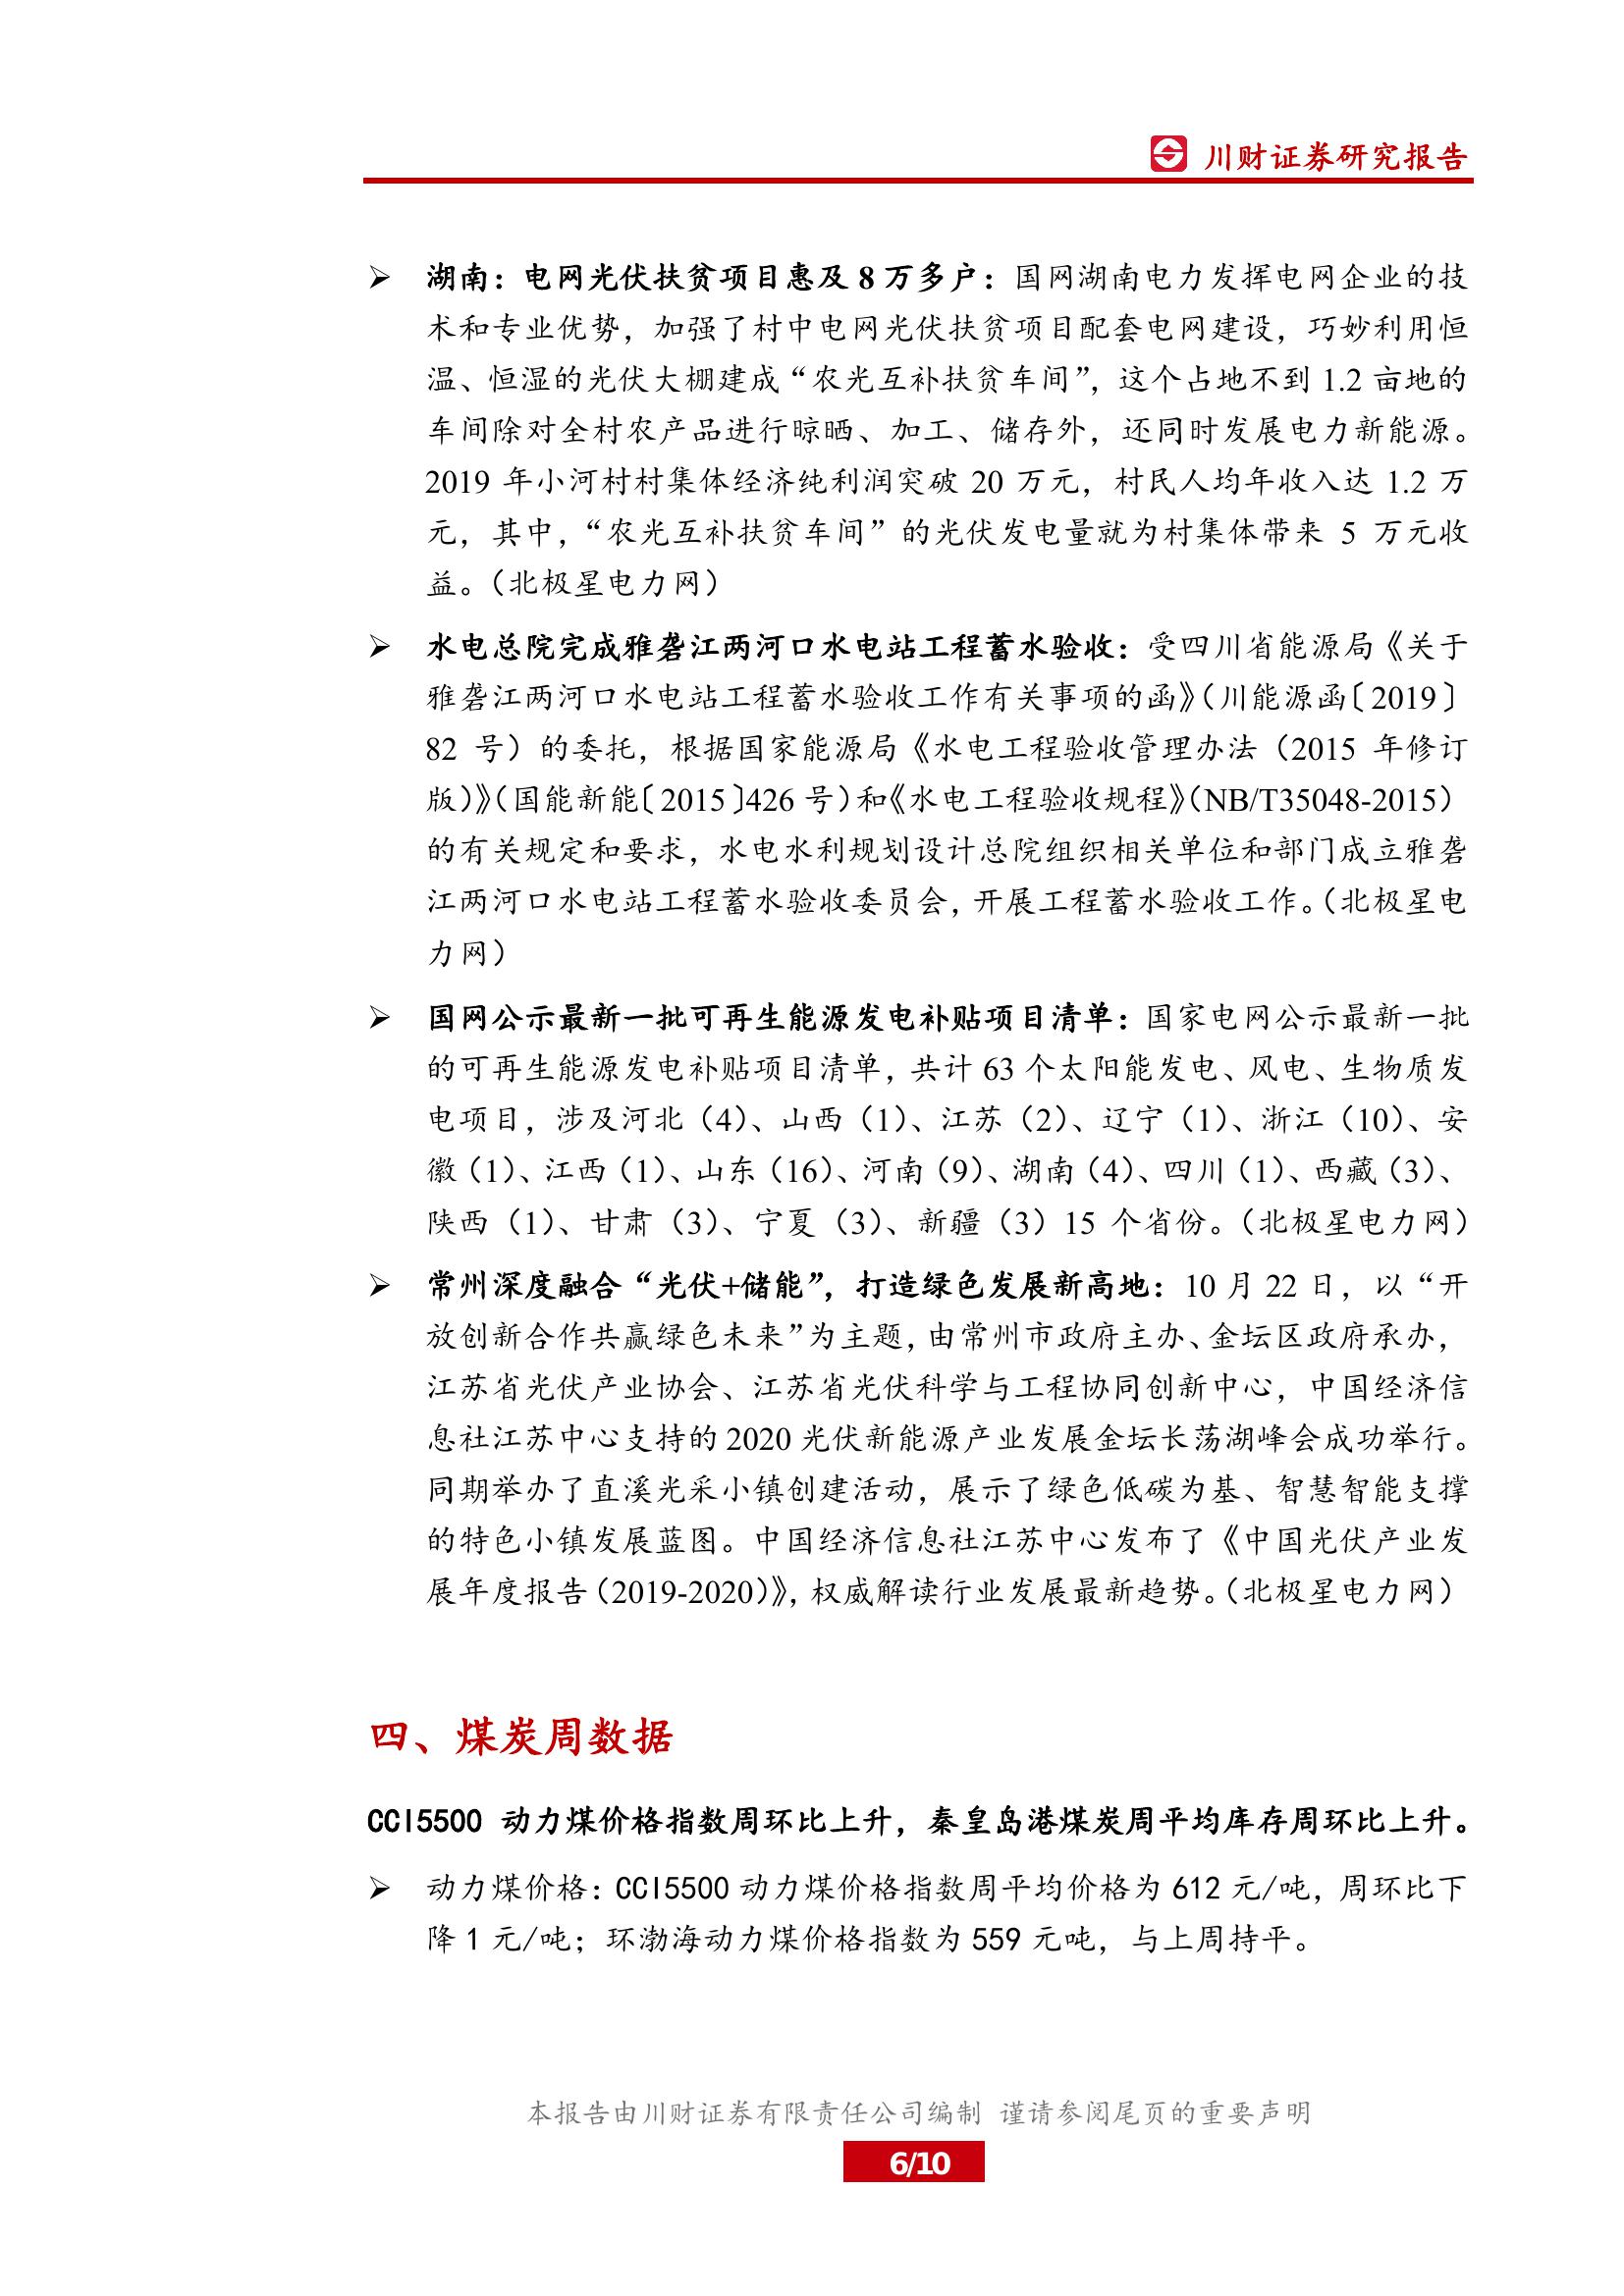 川财证券研究报告
➢ 湖南：电网光伏扶贫项目惠及 8 万多户：国网湖南电力发挥电网企业的技
术和专业优势，加强了村中电网光伏扶贫项目配套电网建设，巧妙利用恒
温、恒湿的光伏大棚建成“农光互补扶贫车间”，这个占地不到 1.2 亩地的
车间除对全村农产品进行晾晒、加工、储存外，还同时发展电力新能源。
2019 年小河村村集体经济纯利润突破 20 万元，村民人均年收入达 1.2 万
元，其中，“农光互补扶贫车间”的光伏发电量就为村集体带来 5 万元收
益。（北极星电力网）
➢ 水电总院完成雅砻江两河口水电站工程蓄水验收：受四川省能源局《关于
雅砻江两河口水电站工程蓄水验收工作有关事项的函》（川能源函〔2019〕
82 号）的委托，根据国家能源局《水电工程验收管理办法（2015 年修订
版）》（国能新能〔2015〕426 号）和《水电工程验收规程》（NB/T35048-2015）
的有关规定和要求，水电水利规划设计总院组织相关单位和部门成立雅砻
江两河口水电站工程蓄水验收委员会，开展工程蓄水验收工作。（北极星电
力网）
➢ 国网公示最新一批可再生能源发电补贴项目清单：国家电网公示最新一批
的可再生能源发电补贴项目清单，共计 63 个太阳能发电、风电、生物质发
电项目，涉及河北（4）、山西（1）、江苏（2）、辽宁（1）、浙江（10）、安
徽（1）、江西（1）、山东（16）、河南（9）、湖南（4）、四川（1）、西藏（3）、
陕西（1）、甘肃（3）、宁夏（3）、新疆（3）15 个省份。（北极星电力网）
➢ 常州深度融合“光伏+储能”，打造绿色发展新高地：10 月 22 日，以“开
放创新合作共赢绿色未来”为主题，由常州市政府主办、金坛区政府承办，
江苏省光伏产业协会、江苏省光伏科学与工程协同创新中心，中国经济信
息社江苏中心支持的 2020 光伏新能源产业发展金坛长荡湖峰会成功举行。
同期举办了直溪光采小镇创建活动，展示了绿色低碳为基、智慧智能支撑
的特色小镇发展蓝图。中国经济信息社江苏中心发布了《中国光伏产业发
展年度报告（2019-2020）》，权威解读行业发展最新趋势。（北极星电力网）
四、煤炭周数据
CCI5500 动力煤价格指数周环比上升，秦皇岛港煤炭周平均库存周环比上升。
➢ 动力煤价格：CCI5500 动力煤价格指数周平均价格为 612 元/吨，周环比下
降 1 元/吨；环渤海动力煤价格指数为 559 元吨，与上周持平。
本报告由川财证券有限责任公司编制 谨请参阅尾页的重要声明
6/10